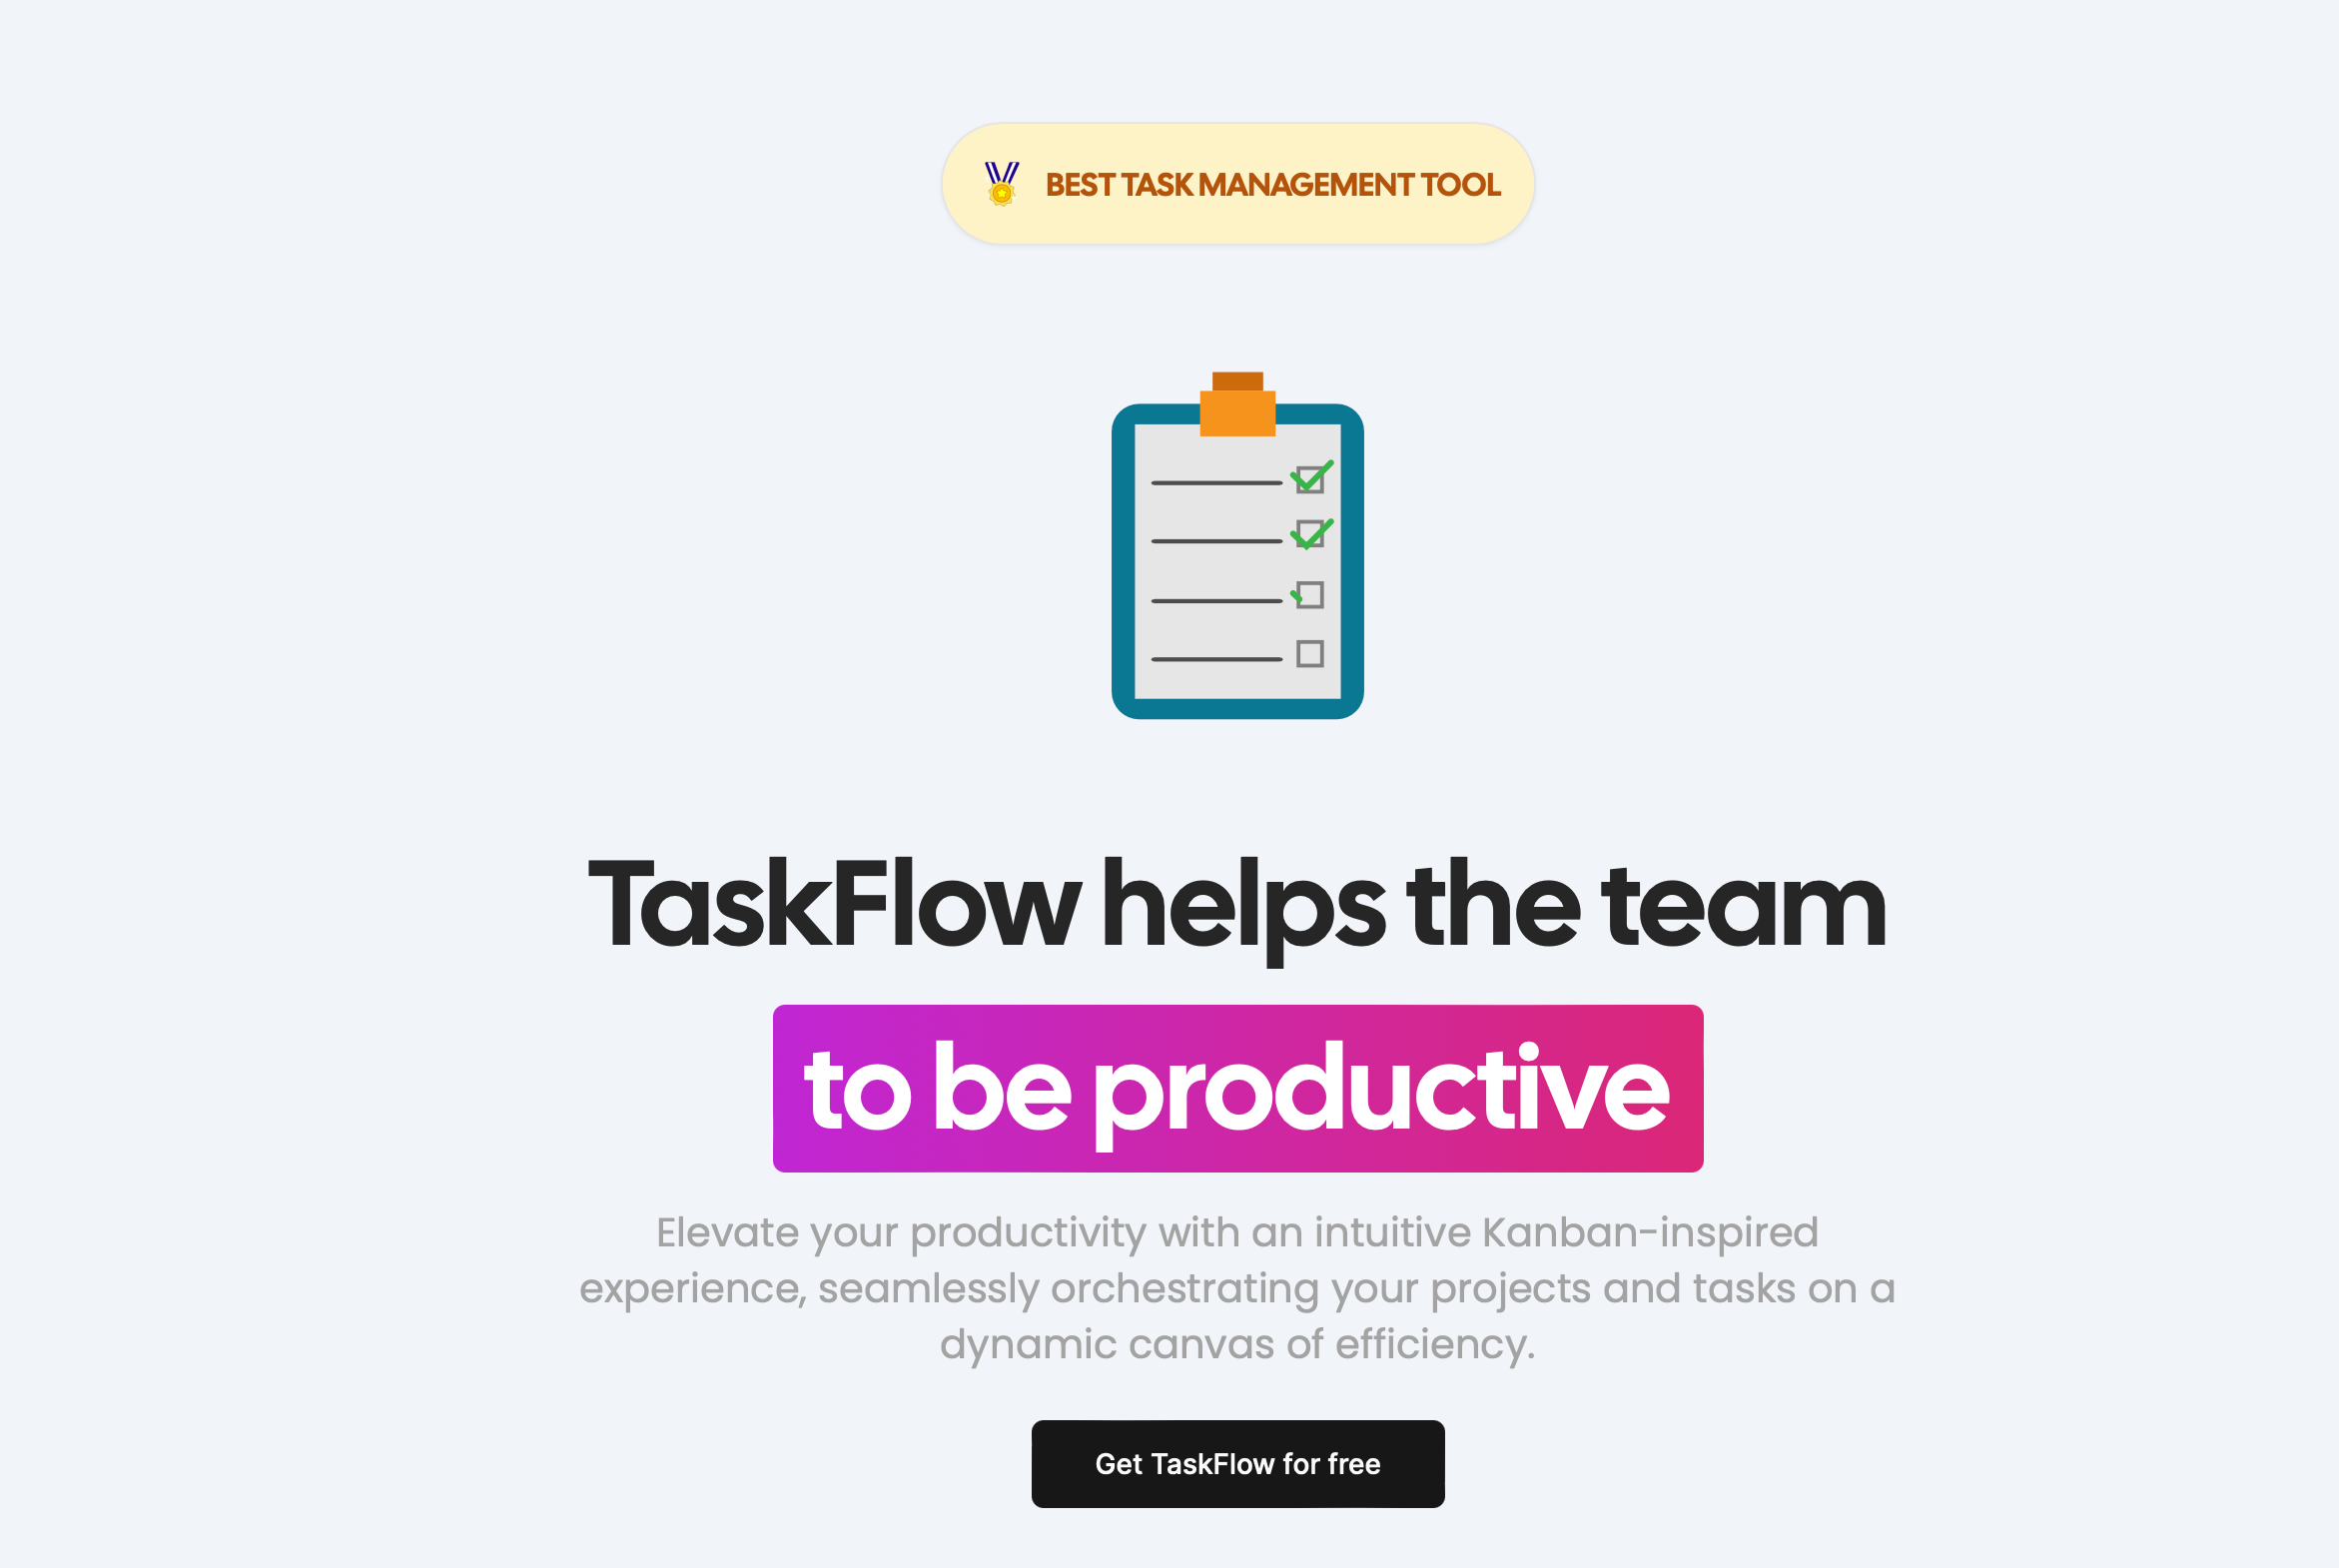 BEST TASK MANAGEMENT TOOL
TaskFlow helps the team
to be productive
Elevate your productivity with an intuitive Kanban-inspired
experience, seamlessly orchestrating your projects and tasks on a
dynamic canvas of efficiency.
Get TaskFlow for free